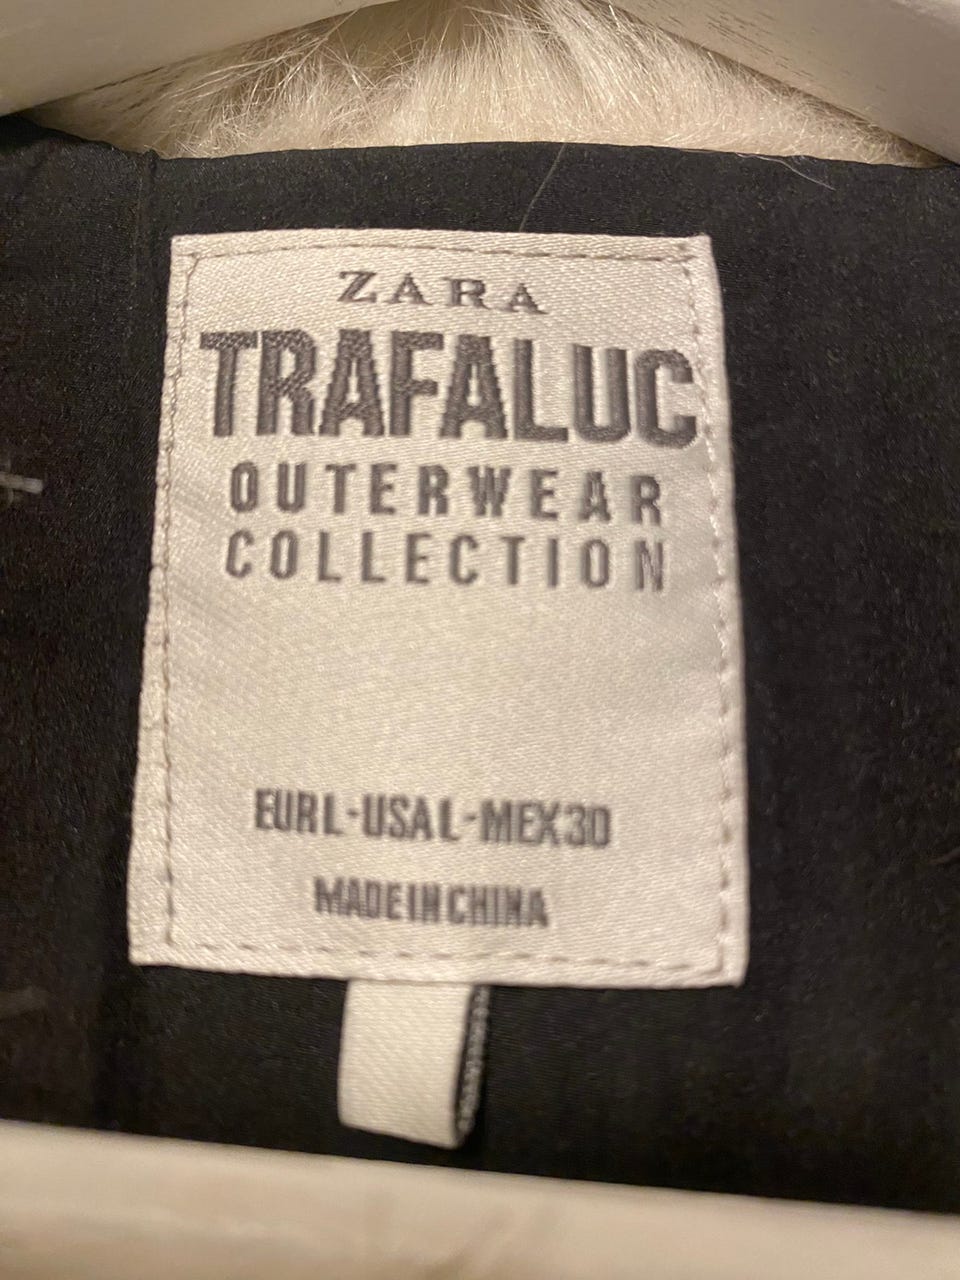 ZARA
TRAFALUC
OUTERWEAR
COLLECTION
EUR L - USA L - MEX 30
MADE IN CHINA